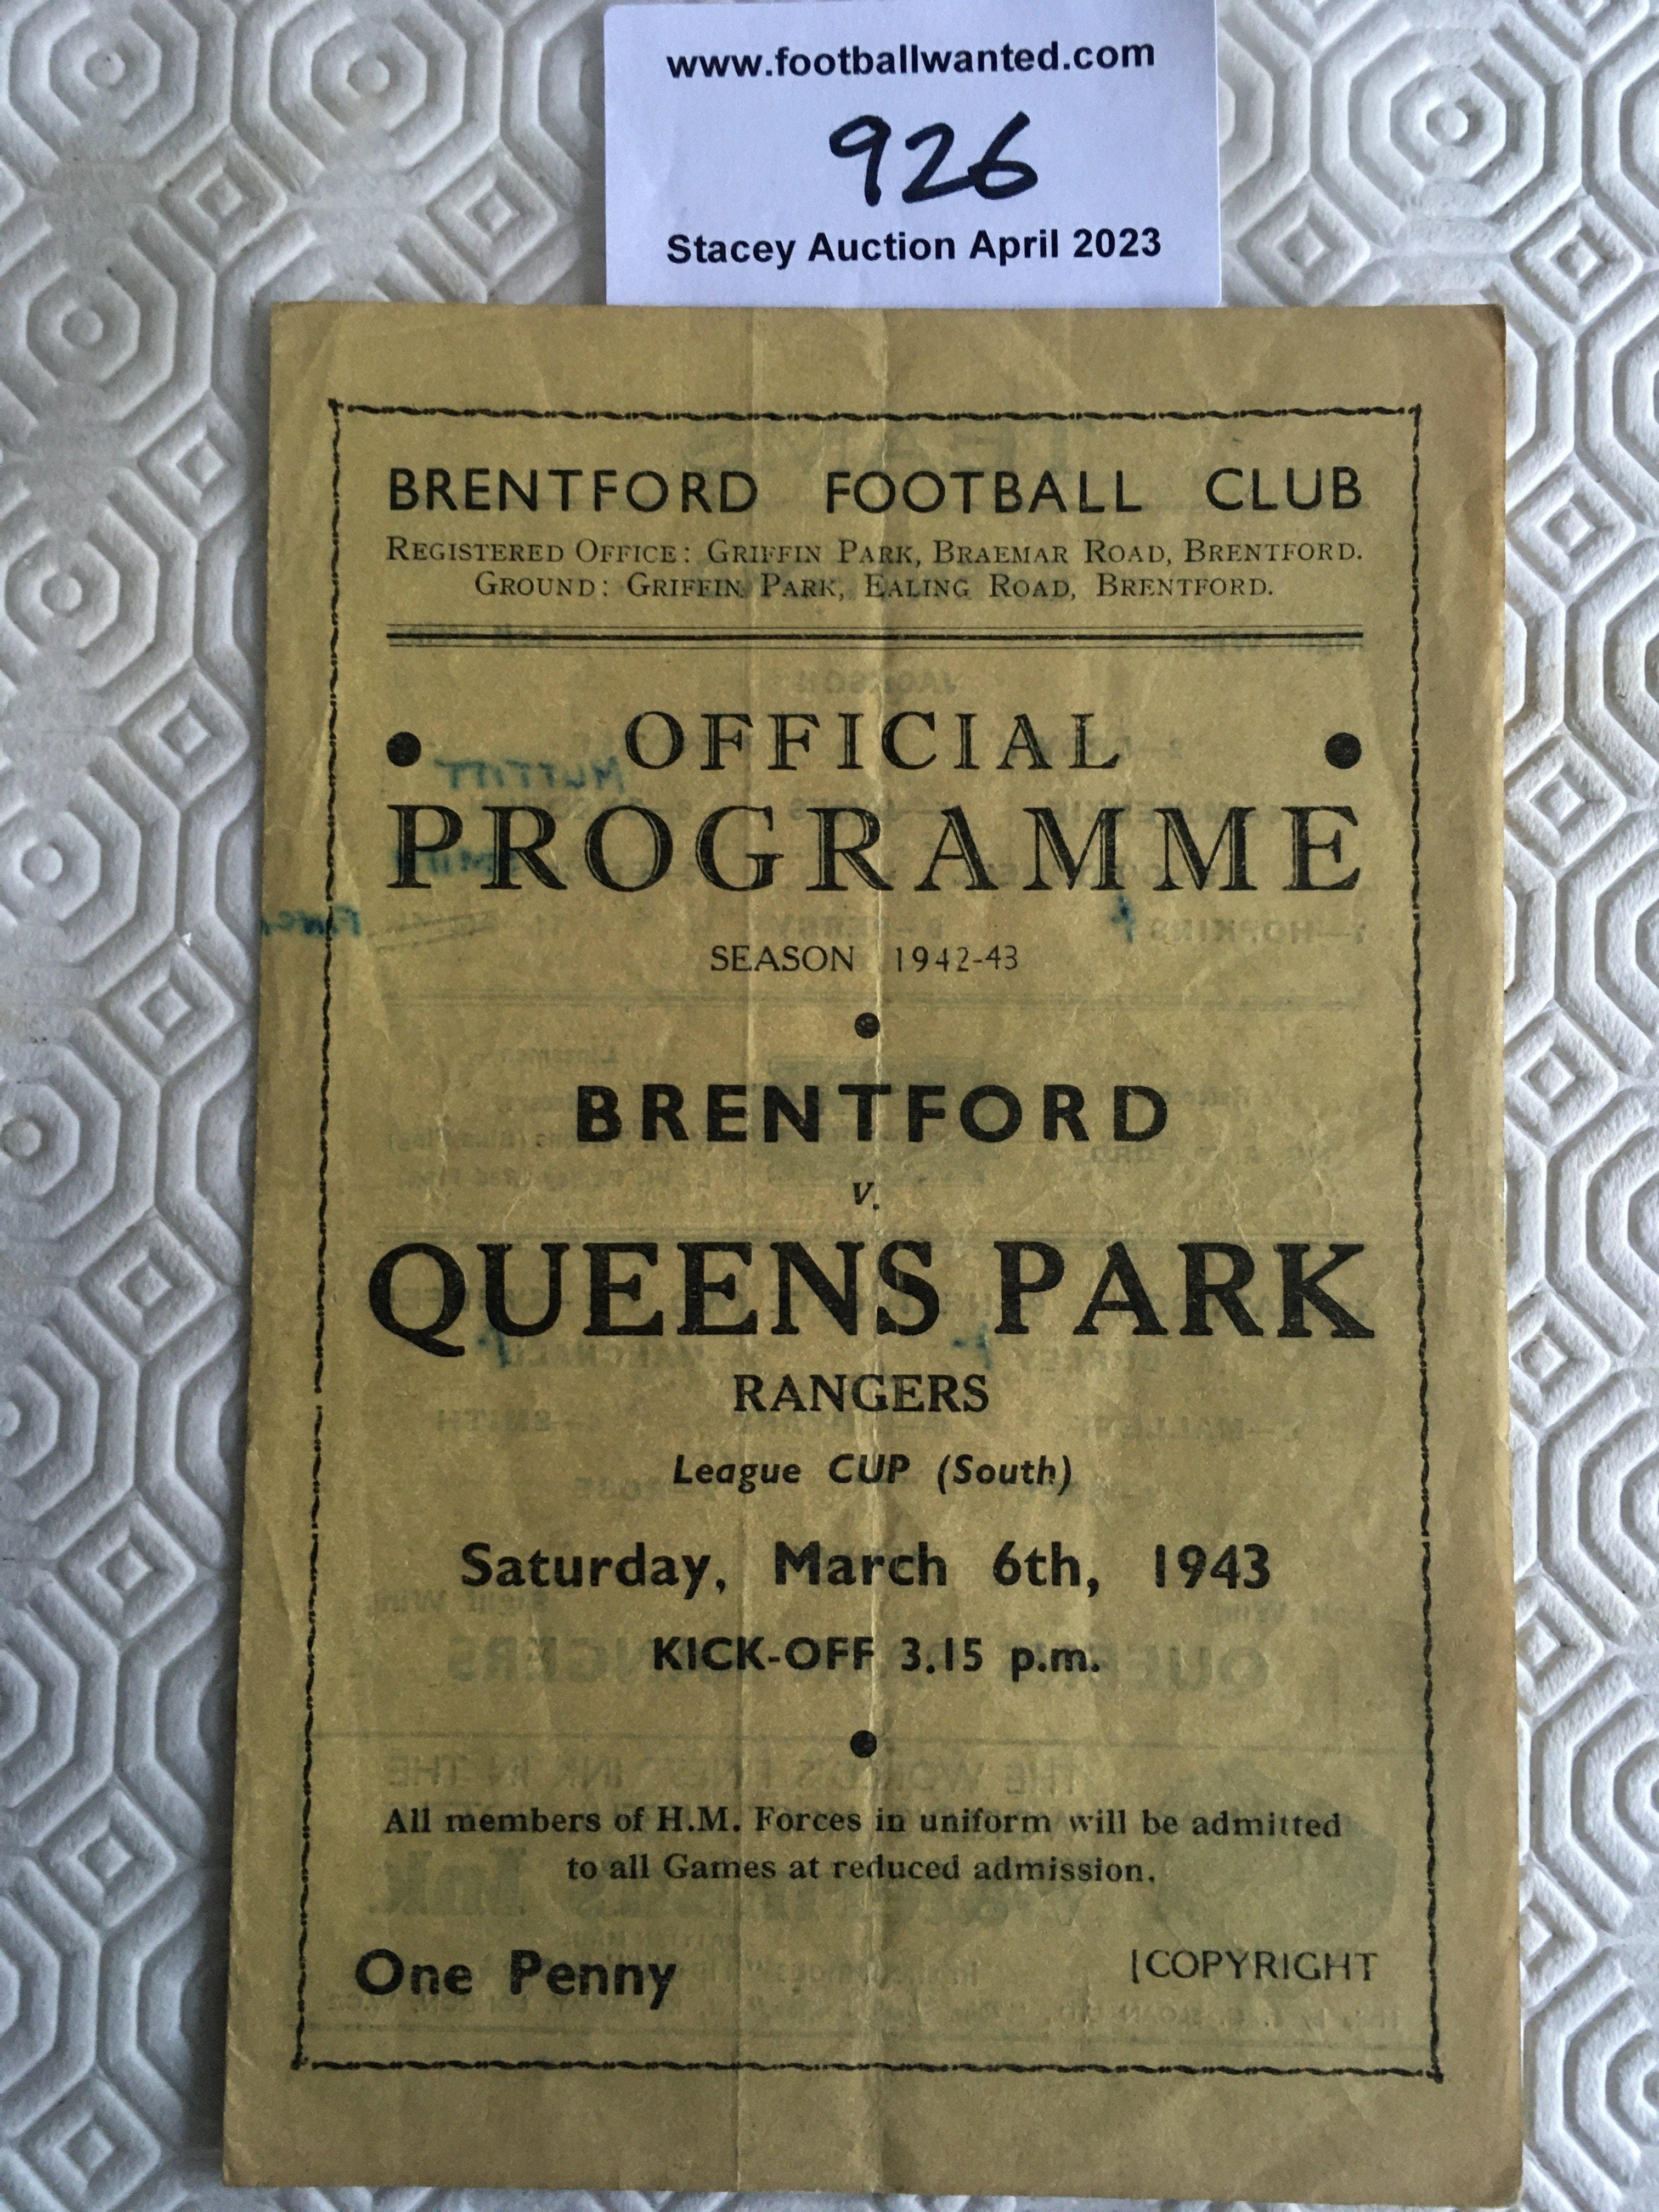 www.footballwanted.com
926
Stacey Auction April 2023
BRENTFORD FOOTBALL CLUB
REGISTERED OFFICE: GRIFFIN PARK, BRAEMAR ROAD, BRENTFORD.
GROUND: GRIFFIN PARK, EALING ROAD, BRENTFORD.
• OFFICIAL •
PROGRAMME
SEASON 1942-43
•
BRENTFORD
v.
QUEENS PARK
RANGERS
League CUP (South)
Saturday, March 6th, 1943
KICK-OFF 3.15 p.m.
•
All members of H.M. Forces in uniform will be admitted
to all Games at reduced admission.
One Penny [COPYRIGHT